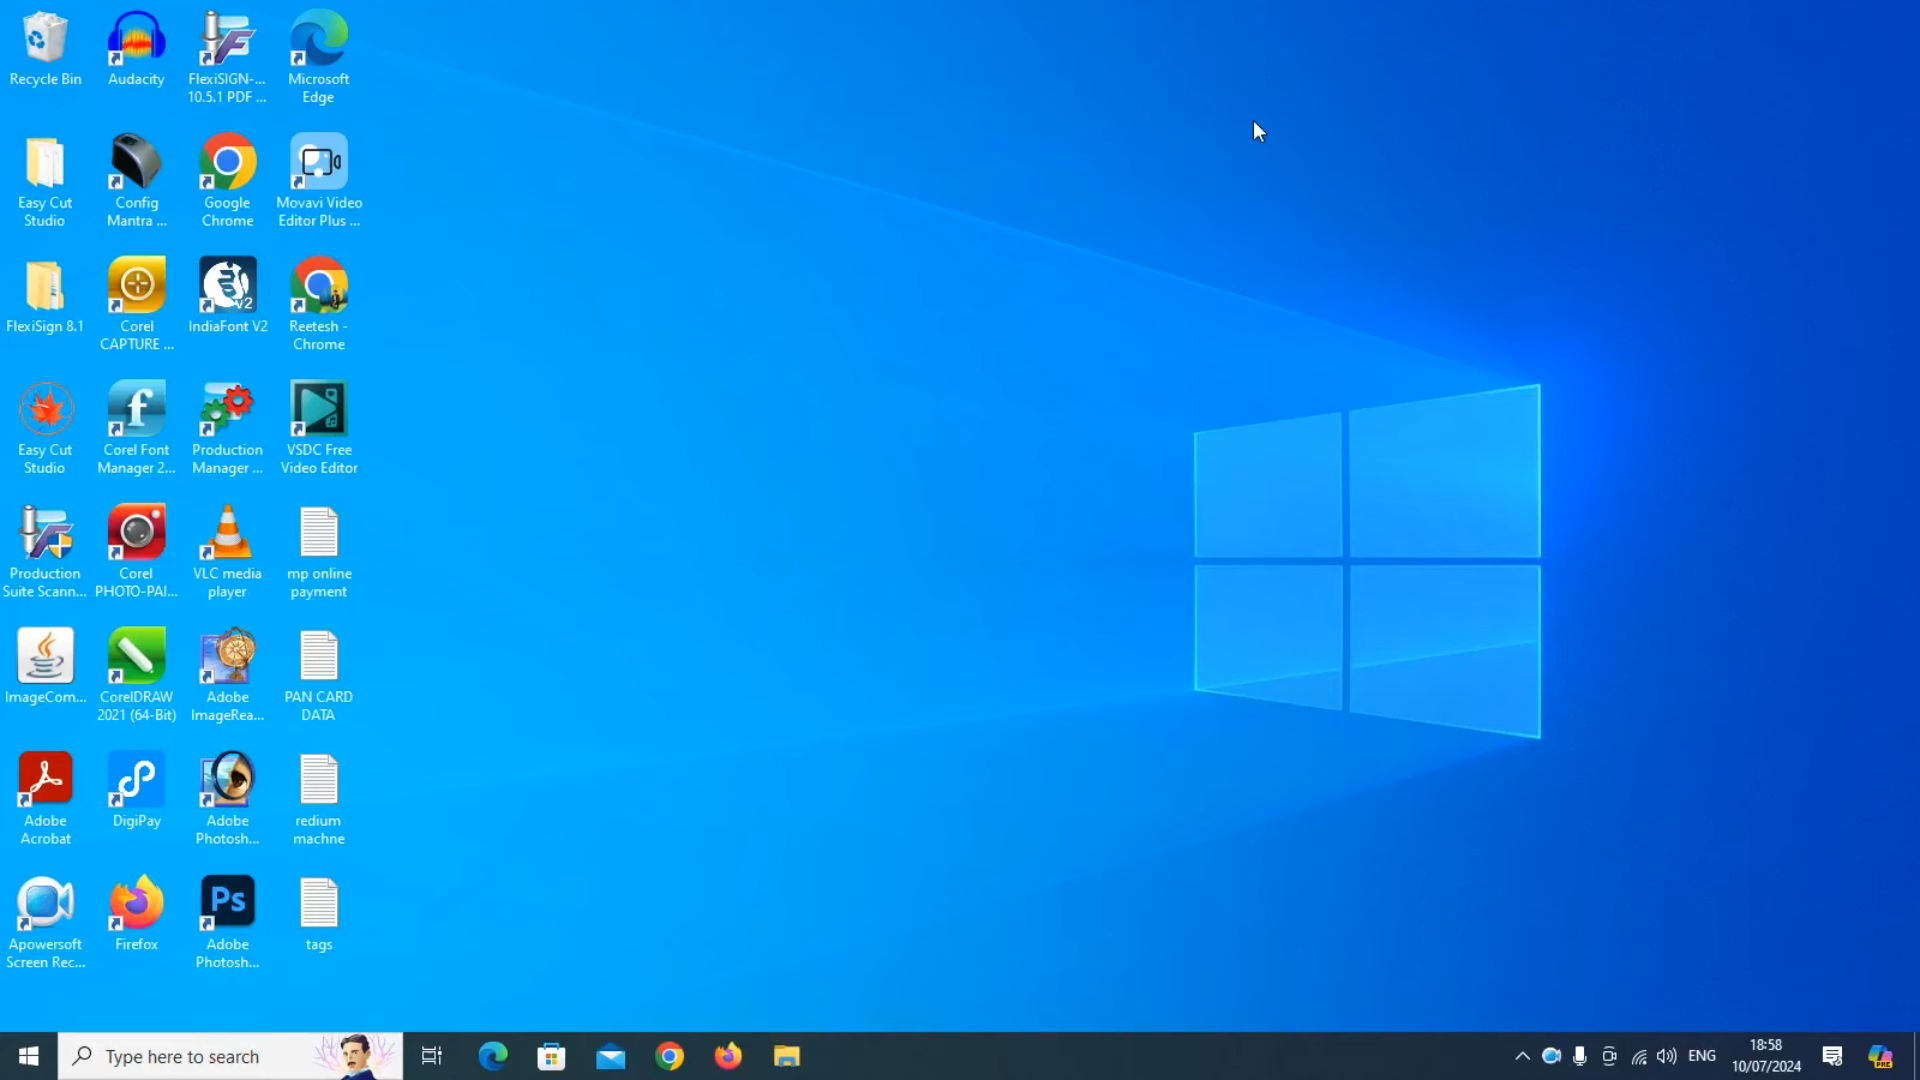 Recycle Bin
Audacity
FlexiSIGN-...
10.5.1 PDF ...
Microsoft
Edge
Easy Cut
Studio
Config
Mantra ...
Google
Chrome
Movavi Video
Editor Plus ...
FlexiSign 8.1
Corel
CAPTURE ...
IndiaFont V2
Reetesh -
Chrome
Easy Cut
Studio
Corel Font
Manager 2...
Production
Manager ...
VSDC Free
Video Editor
Production
Suite Scann...
Corel
PHOTO-PAI...
VLC media
player
mp online
payment
ImageCom...
CorelDRAW
2021 (64-Bit)
Adobe
ImageRea...
PAN CARD
DATA
Adobe
Acrobat
DigiPay
Adobe
Photosh...
redium
machne
Apowersoft
Screen Rec...
Firefox
Ps
Adobe
Photosh...
tags
Type here to search
ENG
18:58
10/07/2024